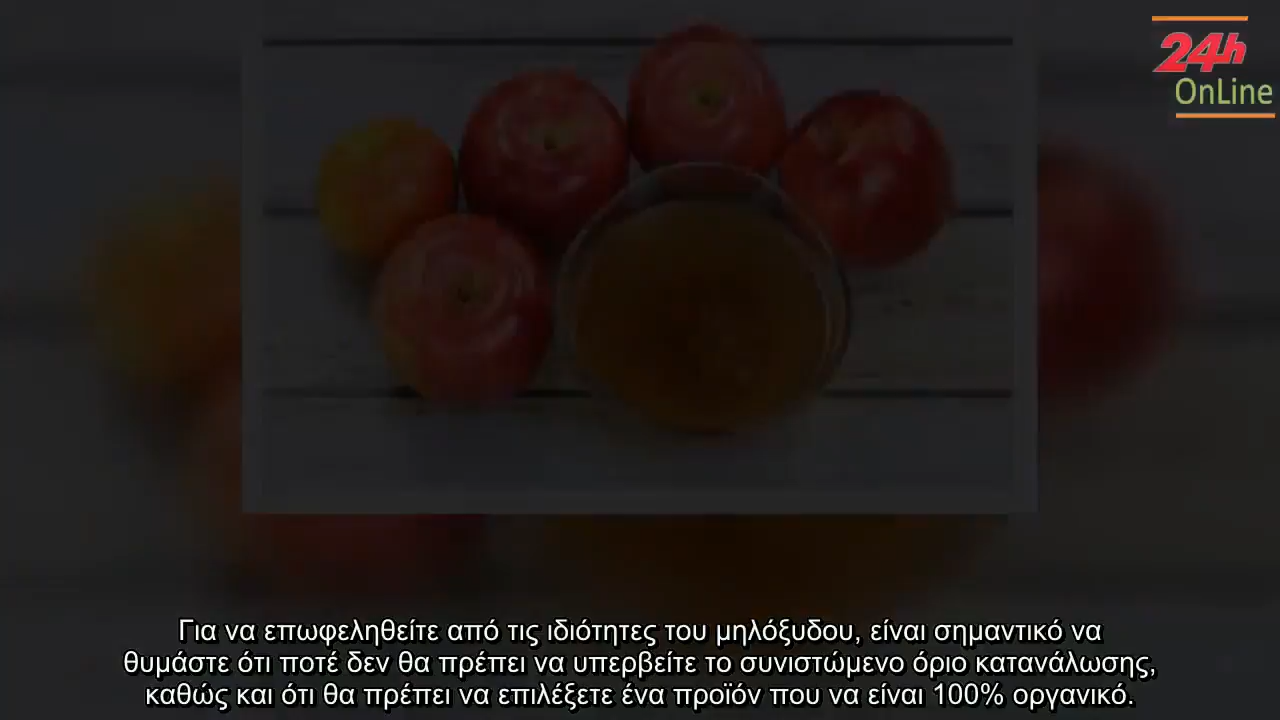 24h
OnLine
Για να επωφεληθείτε από τις ιδιότητες του μηλόξυδου, είναι σημαντικό να
θυμάστε ότι ποτέ δεν θα πρέπει να υπερβείτε το συνιστώμενο όριο κατανάλωσης,
καθώς και ότι θα πρέπει να επιλέξετε ένα προϊόν που να είναι 100% οργανικό.